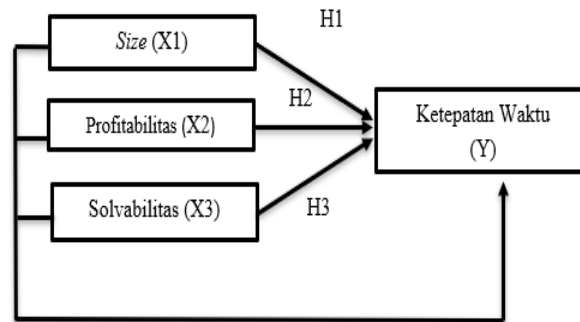 H1
Size (X1)
H2
Profitabilitas (X2)
Ketepatan Waktu
(Y)
Solvabilitas (X3)
H3